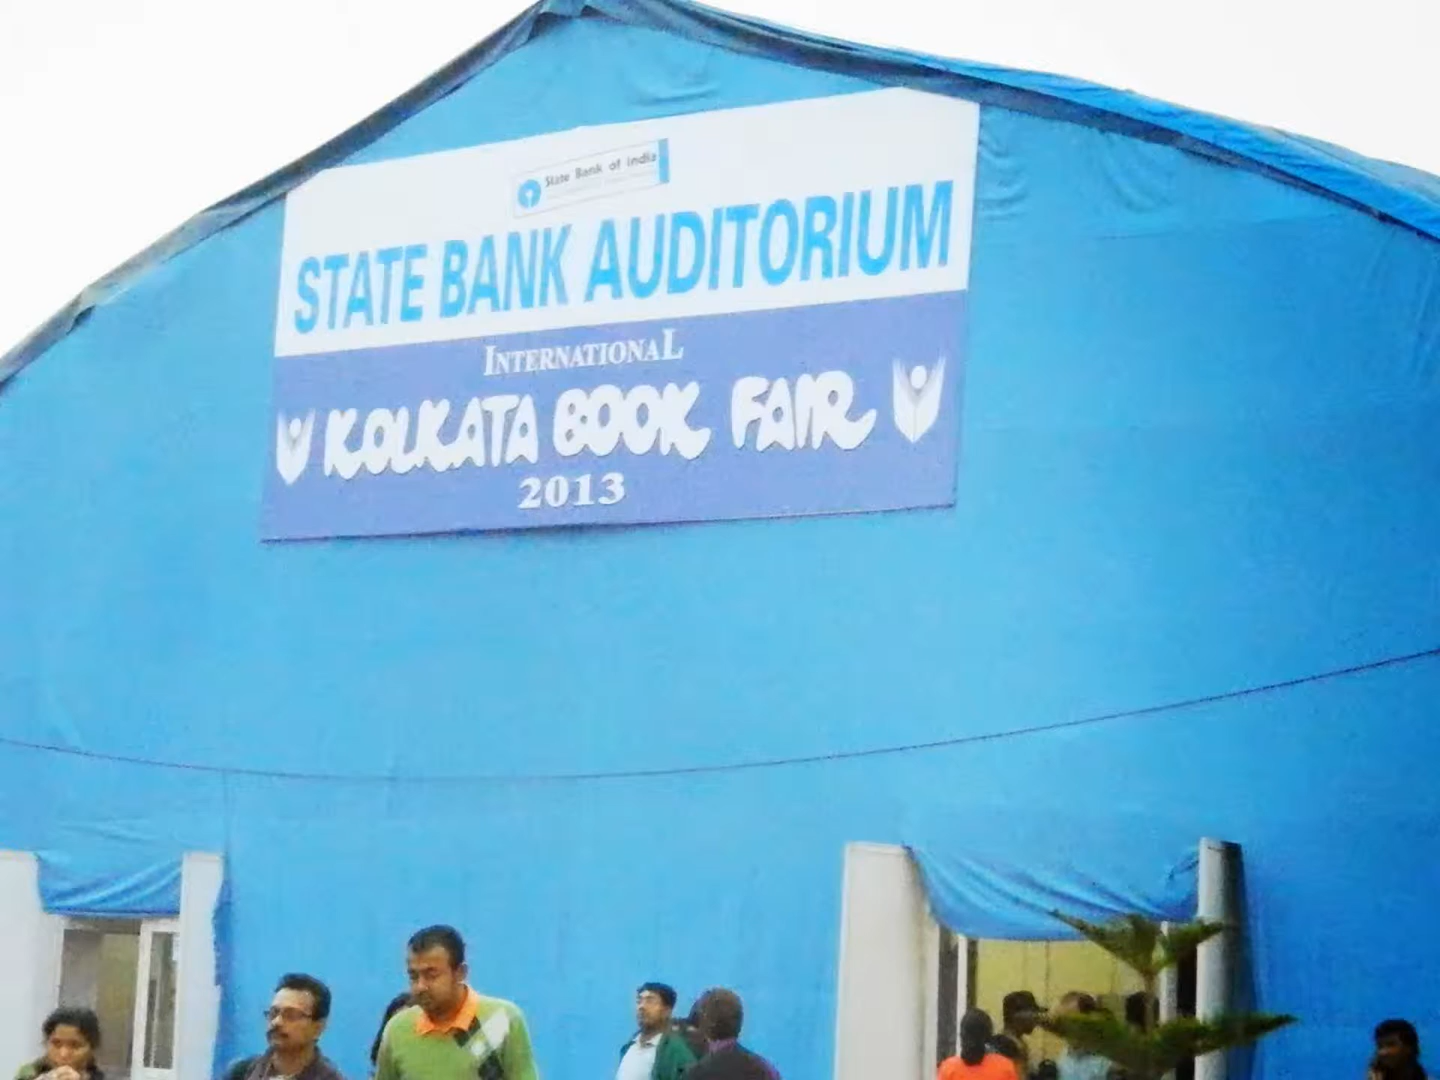 State Bank of India
STATE BANK AUDITORIUM
INTERNATIONAL
KOLKATA BOOK FAIR
2013